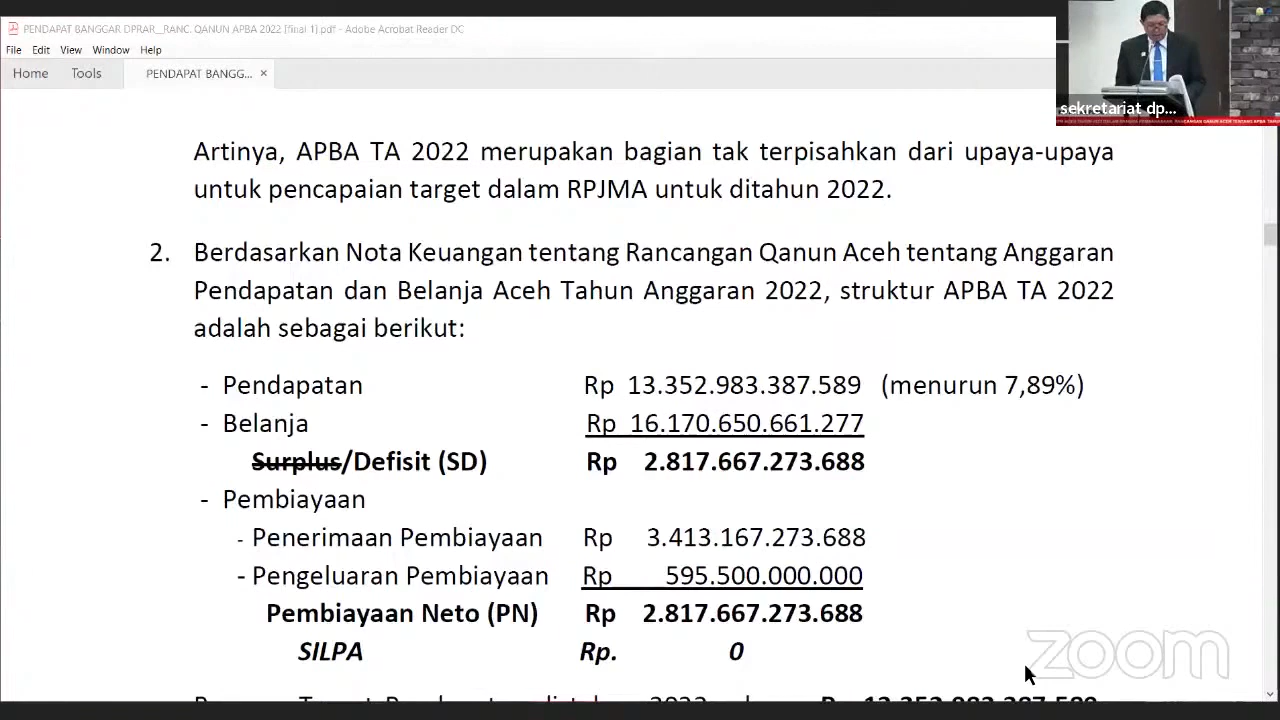 PENDAPAT BANGGAR DPRAR_RANC. QANUN APBA 2022 [final 1].pdf - Adobe Acrobat Reader DC
File Edit View Window Help
Home Tools PENDAPAT BANGG... ×
sekretariat dp...
Artinya, APBA TA 2022 merupakan bagian tak terpisahkan dari upaya-upaya
untuk pencapaian target dalam RPJMA untuk ditahun 2022.
2. Berdasarkan Nota Keuangan tentang Rancangan Qanun Aceh tentang Anggaran
Pendapatan dan Belanja Aceh Tahun Anggaran 2022, struktur APBA TA 2022
adalah sebagai berikut:
- Pendapatan Rp 13.352.983.387.589 (menurun 7,89%)
- Belanja Rp 16.170.650.661.277
Surplus/Defisit (SD) Rp 2.817.667.273.688
- Pembiayaan
- Penerimaan Pembiayaan Rp 3.413.167.273.688
- Pengeluaran Pembiayaan Rp 595.500.000.000
Pembiayaan Neto (PN) Rp 2.817.667.273.688
SILPA Rp. 0
zoom